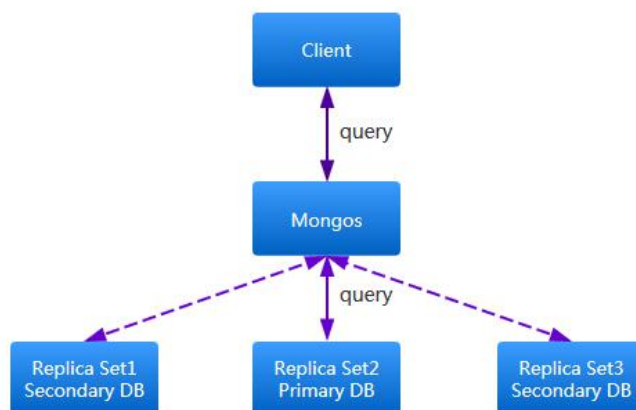 Client
query
Mongos
query
Replica Set1
Secondary DB
Replica Set2
Primary DB
Replica Set3
Secondary DB